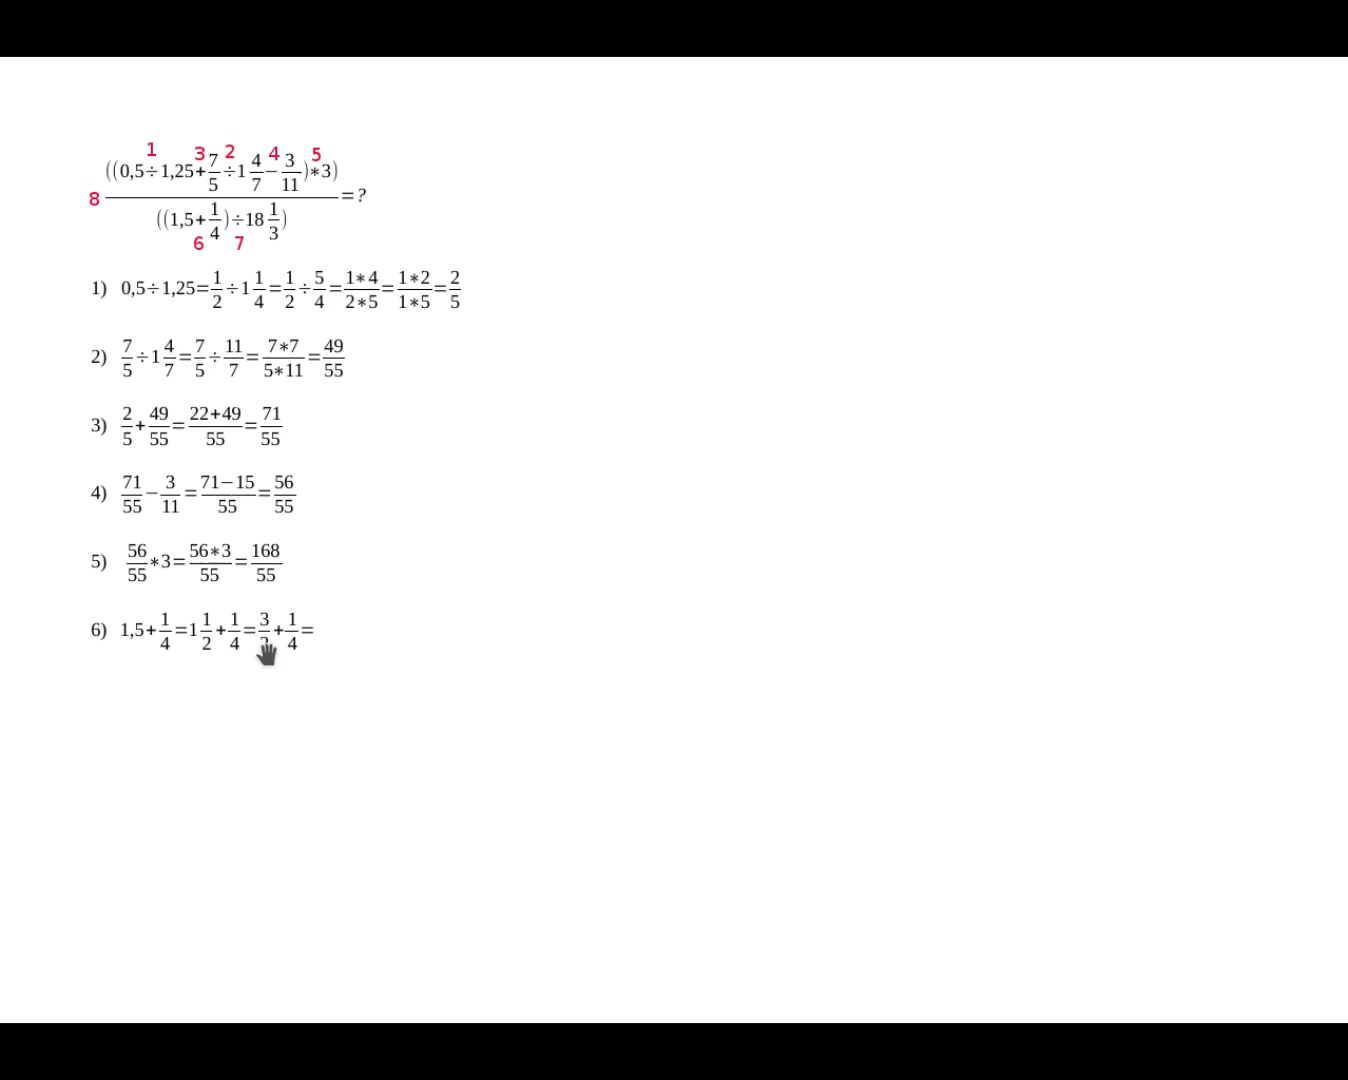 1 3 2 4 5
((0,5÷1,25+7/5÷1 4/7−3/11)*3)
8 ——— =?
((1,5+1/4)÷18 1/3)
6 7
1) 0,5÷1,25=1/2÷1 1/4=1/2÷5/4=1*4/2*5=1*2/1*5=2/5
2) 7/5÷1 4/7=7/5÷11/7=7*7/5*11=49/55
3) 2/5+49/55=22+49/55=71/55
4) 71/55−3/11=71−15/55=56/55
5) 56/55*3=56*3/55=168/55
6) 1,5+1/4=1 1/2+1/4=3/ +1/4=